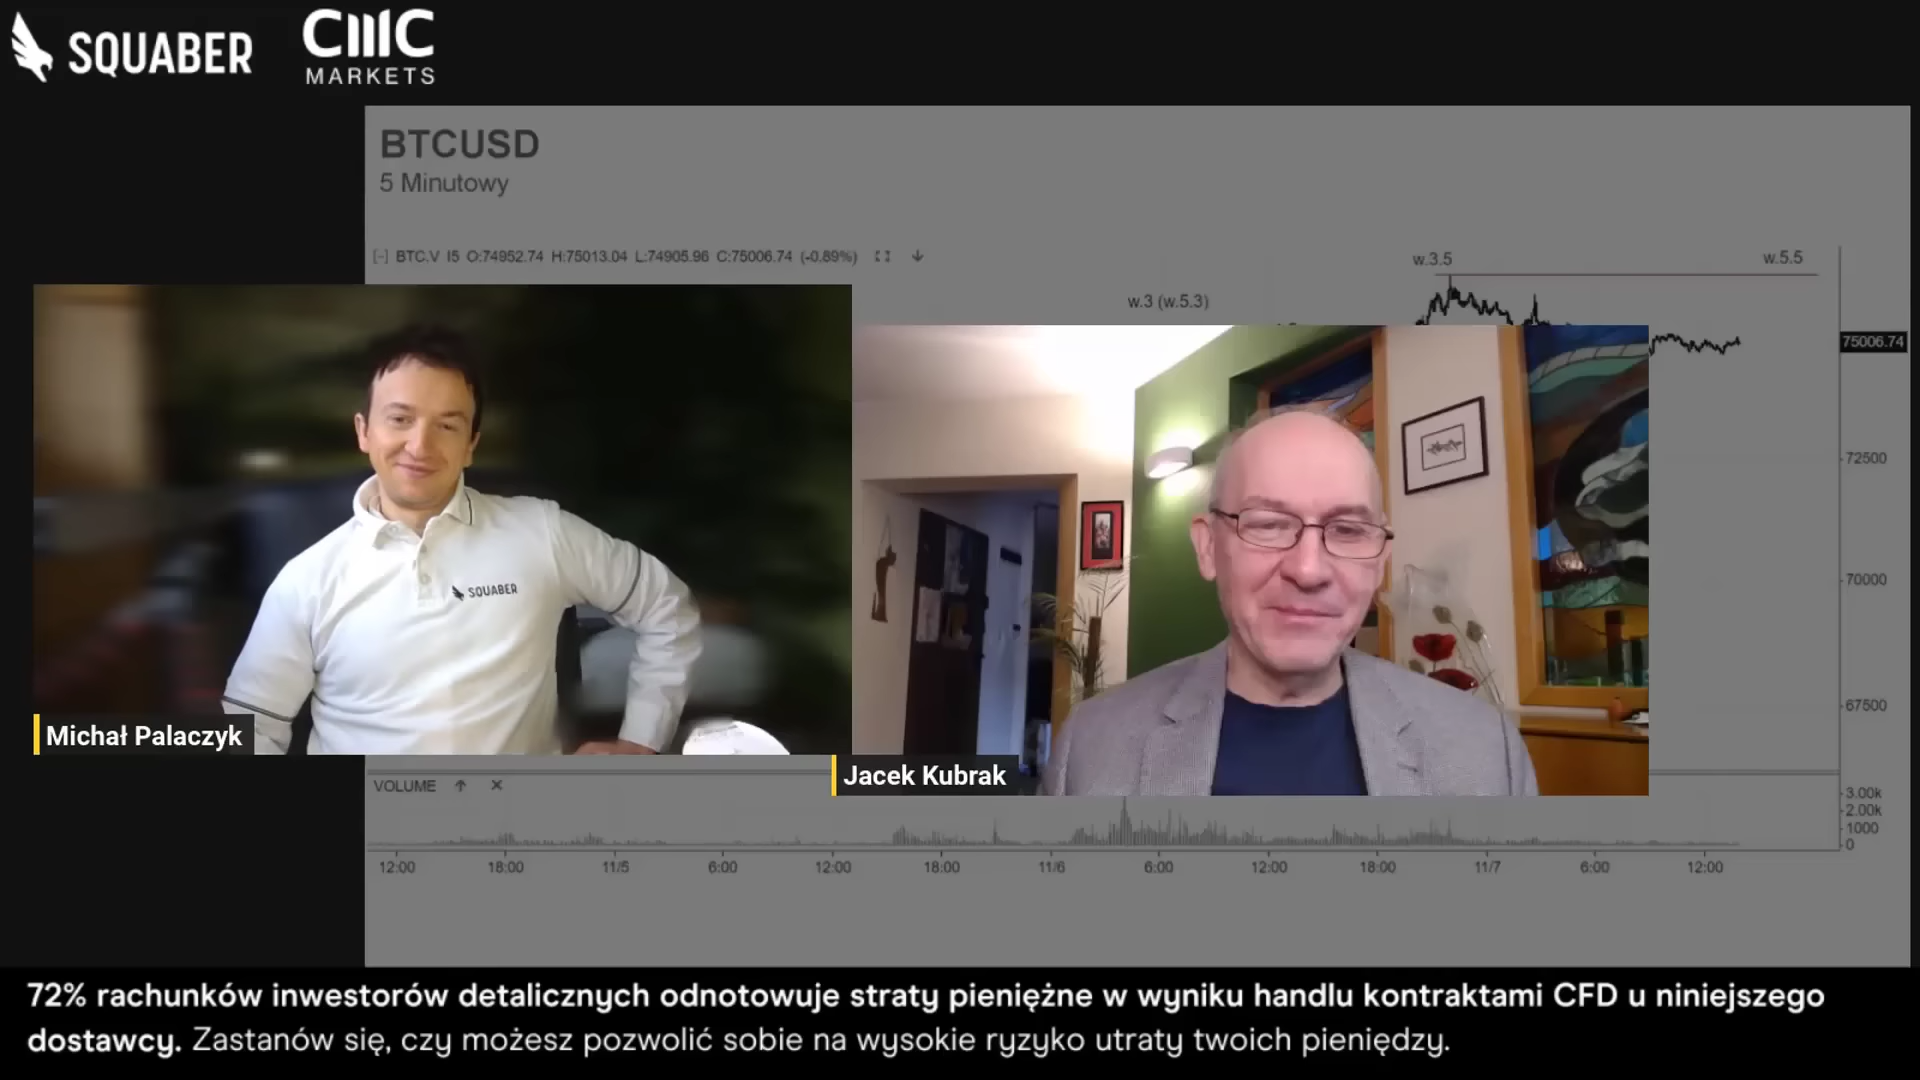 SQUABER
CMC
MARKETS
BTCUSD
5 Minutowy
[-] BTC.V I5 O:74952.74 H:75013.04 L:74905.96 C:75006.74 (-0.89%)
w.3.5
w.5.5
w.3 (w.5.3)
75006.74
72500
70000
67500
SQUABER
Michał Palaczyk
Jacek Kubrak
VOLUME
3.00k
2.00k
1000
0
12:00 18:00 11/5 6:00 12:00 18:00 11/6 6:00 12:00 18:00 11/7 6:00 12:00
72% rachunków inwestorów detalicznych odnotowuje straty pieniężne w wyniku handlu kontraktami CFD u niniejszego
dostawcy. Zastanów się, czy możesz pozwolić sobie na wysokie ryzyko utraty twoich pieniędzy.